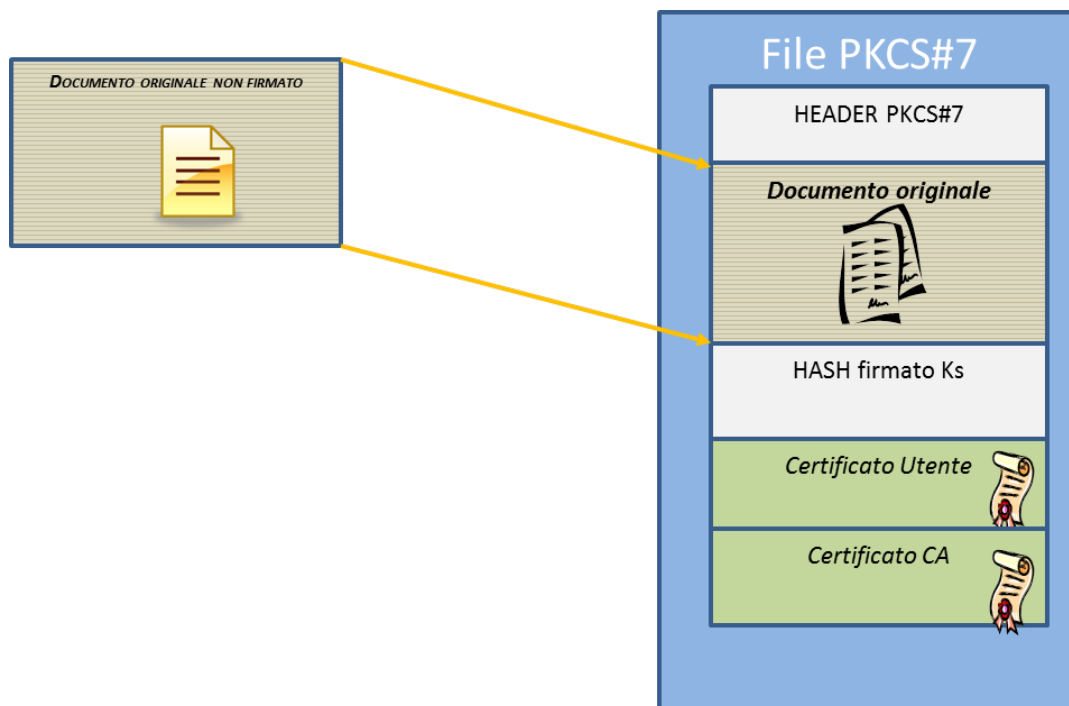 DOCUMENTO ORIGINALE NON FIRMATO
File PKCS#7
HEADER PKCS#7
Documento originale
HASH firmato Ks
Certificato Utente
Certificato CA